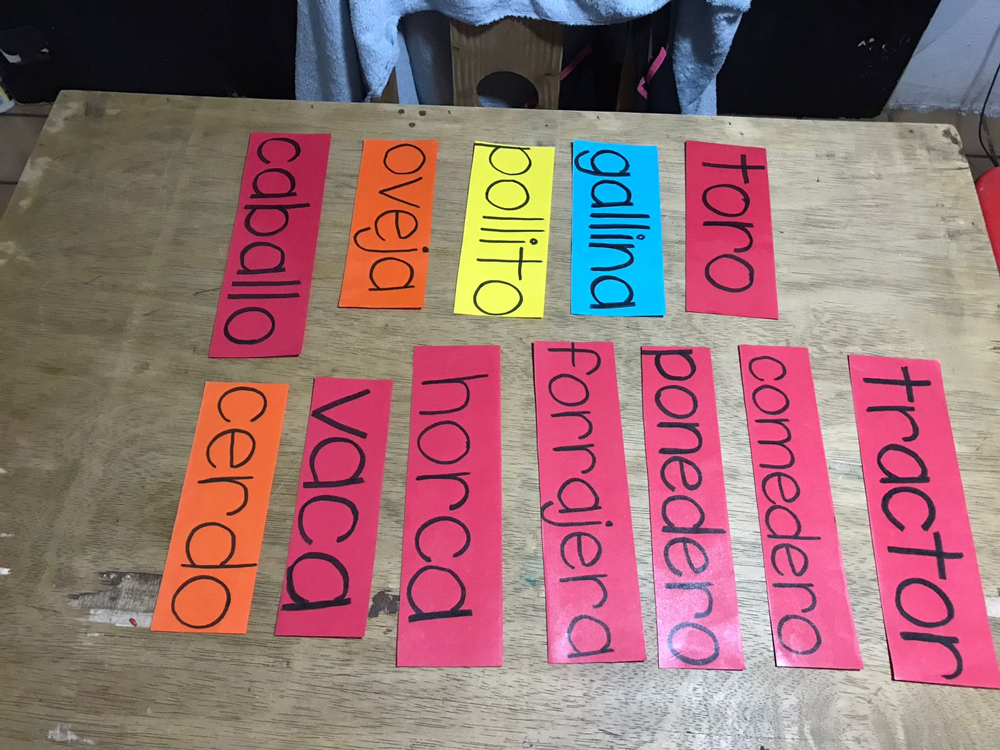 caballo
oveja
pollito
gallina
toro
cerdo
vaca
horca
forrajera
ponedero
comedero
tractor